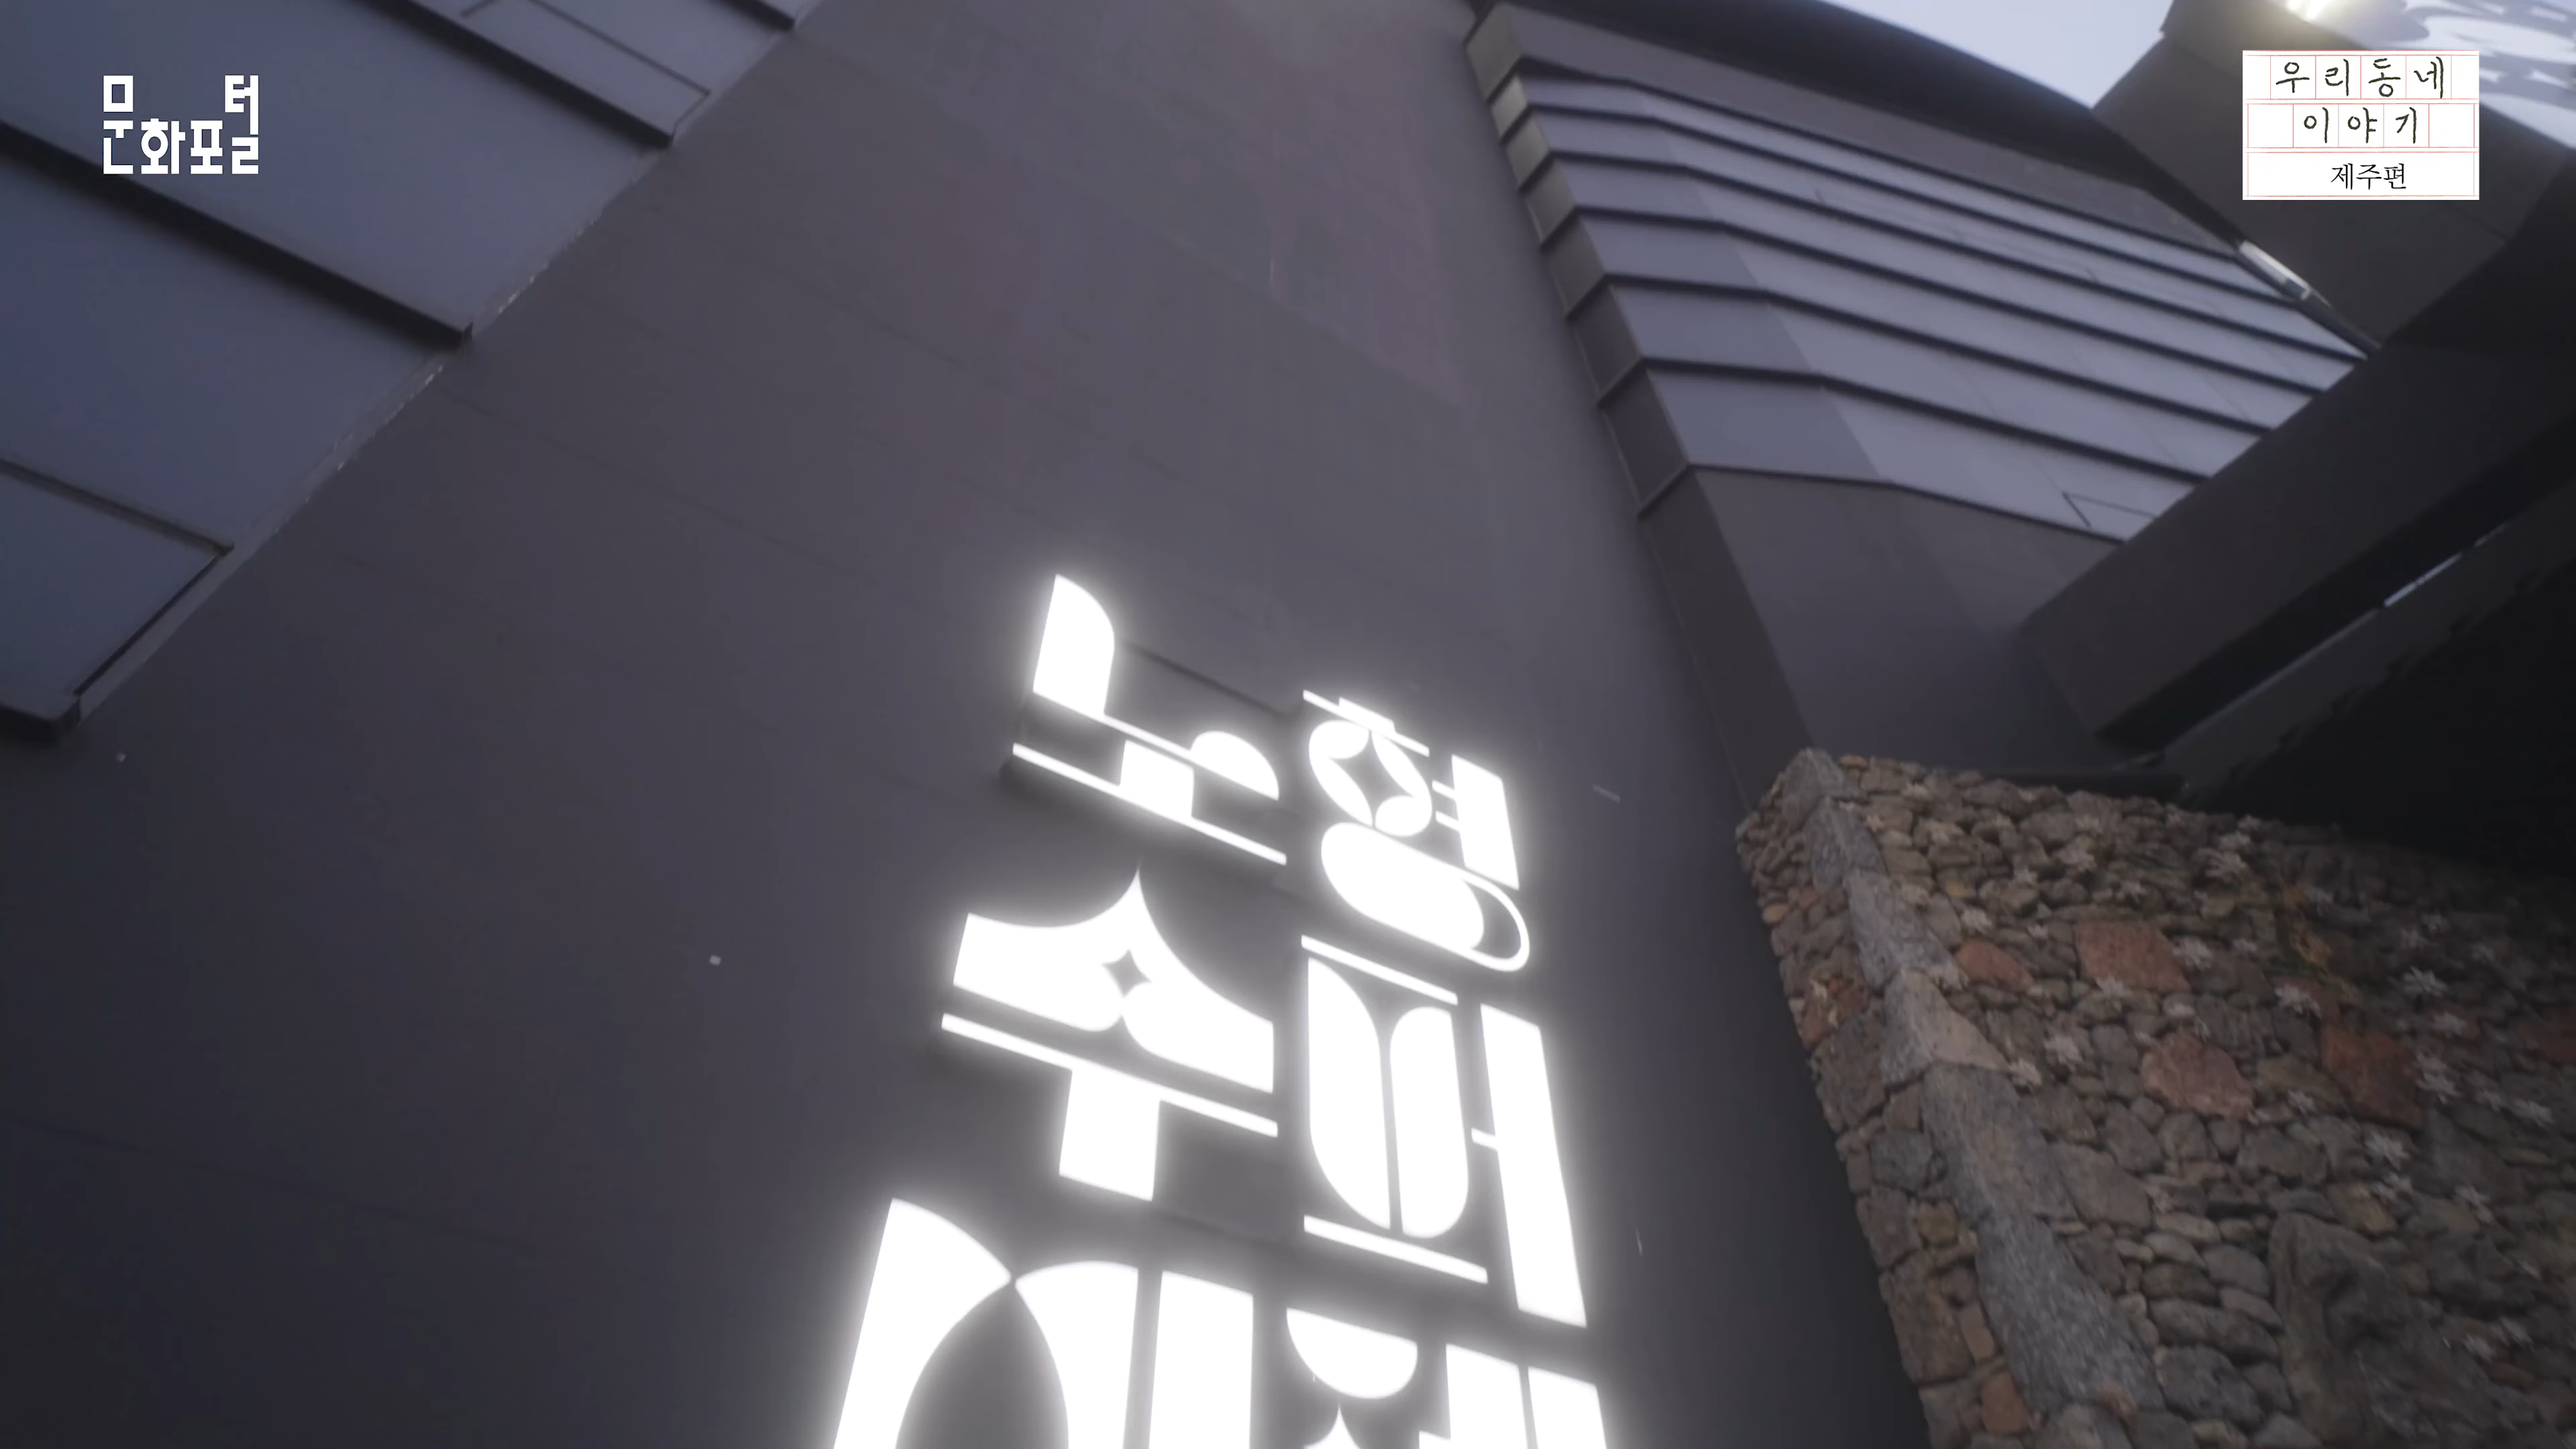 문화포털
우리동네
이야기
제주편
노형
수퍼